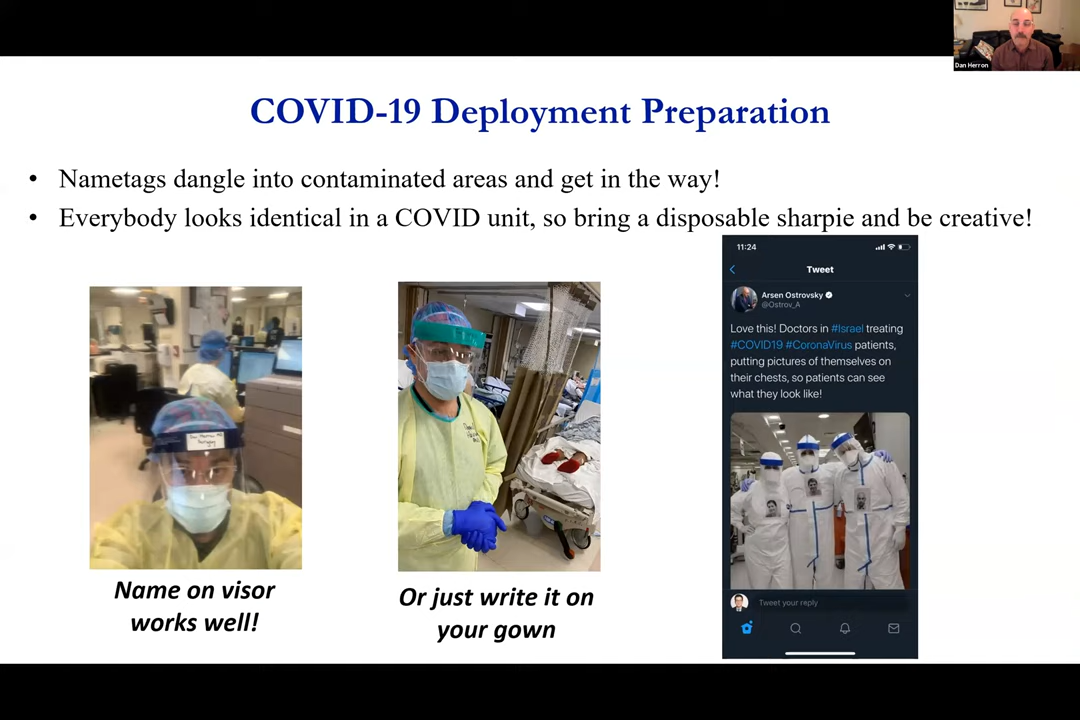 Dan Herron
COVID-19 Deployment Preparation
• Nametags dangle into contaminated areas and get in the way!
• Everybody looks identical in a COVID unit, so bring a disposable sharpie and be creative!
Dan Herron, MD
Name on visor
works well!
Or just write it on
your gown
11:24
Tweet
Arsen Ostrovsky
@Ostrov_A
Love this! Doctors in #Israel treating
#COVID19 #CoronaVirus patients,
putting pictures of themselves on
their chests, so patients can see
what they look like!
Tweet your reply